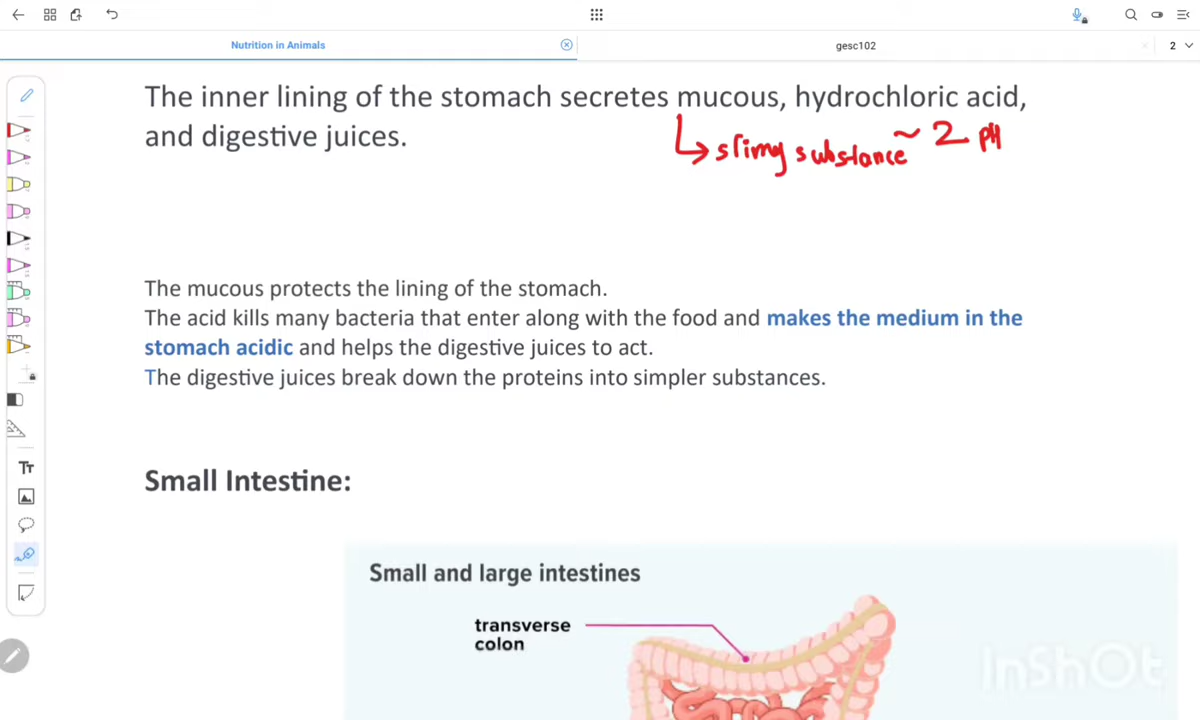 Nutrition in Animals
gesc102
2
The inner lining of the stomach secretes mucous, hydrochloric acid,
and digestive juices.
slimy substance ~ 2 pH
The mucous protects the lining of the stomach.
The acid kills many bacteria that enter along with the food and makes the medium in the
stomach acidic and helps the digestive juices to act.
The digestive juices break down the proteins into simpler substances.
Tт
Small Intestine:
Small and large intestines
transverse
colon
InShOt